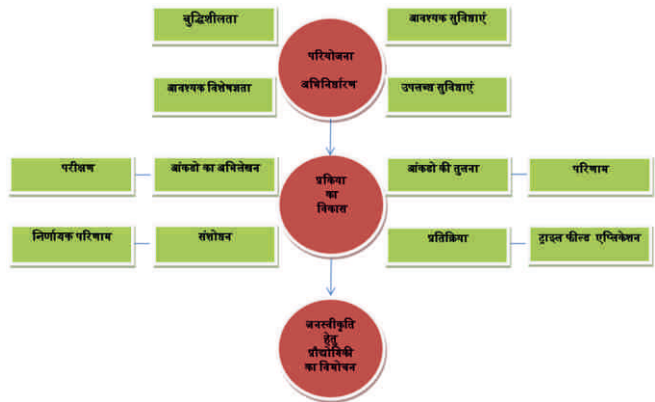 बुद्धिशीलता
आवश्यक सुविधाएं
परियोजना
अभिनिर्धारण
आवश्यक विशेषज्ञता
उपलब्ध सुविधाएं
परीक्षण
आंकडो का अभिलेखन
प्रकिया
का
विकास
आंकडो की तुलना
परिणाम
निर्णायक परिणाम
संशोधन
प्रतिक्रिया
ट्राइल फील्ड एप्लिकेशन
जनस्वीकृति
हेतु
प्रौद्योगिकी
का विमोचन